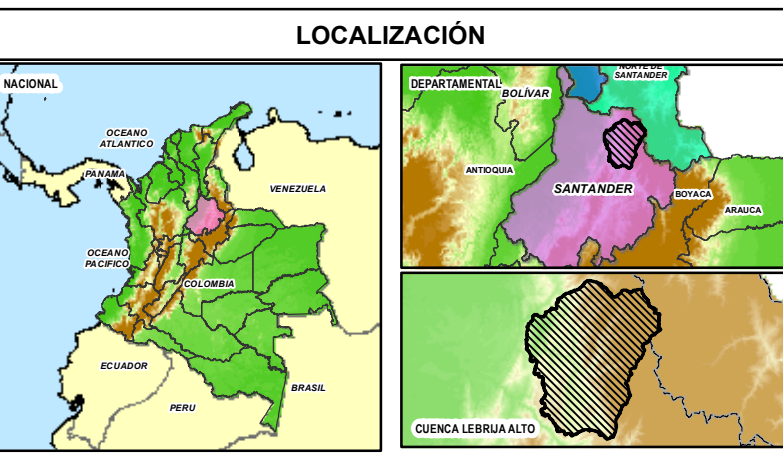 LOCALIZACIÓN
NACIONAL
OCEANO
ATLANTICO
PANAMA
VENEZUELA
OCEANO
PACIFICO
COLOMBIA
ECUADOR
BRASIL
PERU
DEPARTAMENTAL
BOLÍVAR
NORTE DE
SANTANDER
ANTIOQUIA
SANTANDER
BOYACA
ARAUCA
CUENCA LEBRIJA ALTO